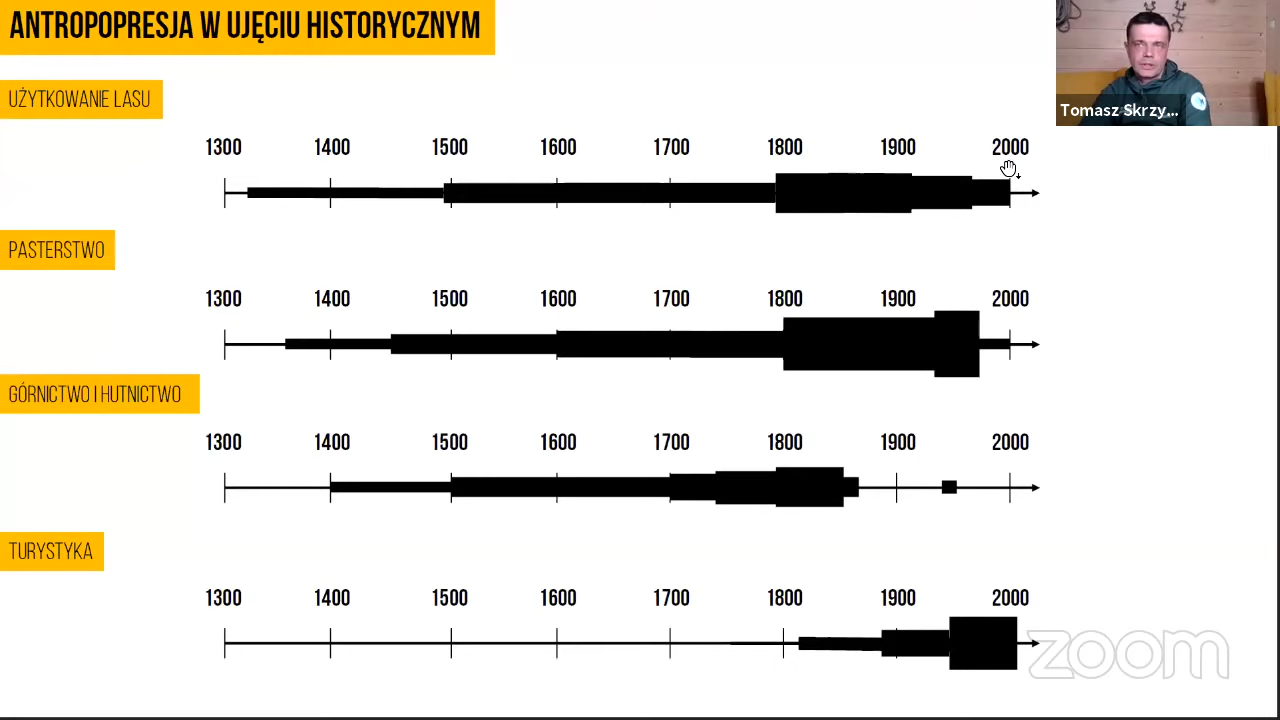 ANTROPOPRESJA W UJĘCIU HISTORYCZNYM
Tomasz Skrzy...
UŻYTKOWANIE LASU
1300 1400 1500 1600 1700 1800 1900 2000
PASTERSTWO
1300 1400 1500 1600 1700 1800 1900 2000
GÓRNICTWO I HUTNICTWO
1300 1400 1500 1600 1700 1800 1900 2000
TURYSTYKA
1300 1400 1500 1600 1700 1800 1900 2000
zoom